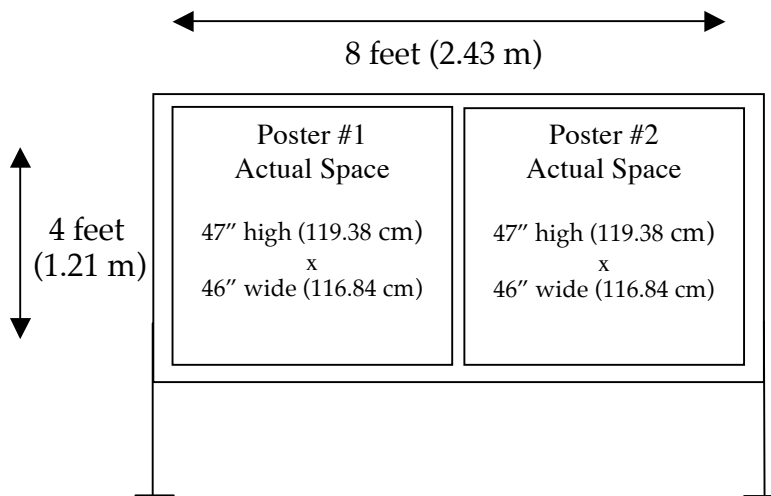 8 feet (2.43 m)
4 feet
(1.21 m)
Poster #1
Actual Space
47″ high (119.38 cm)
x
46″ wide (116.84 cm)
Poster #2
Actual Space
47″ high (119.38 cm)
x
46″ wide (116.84 cm)